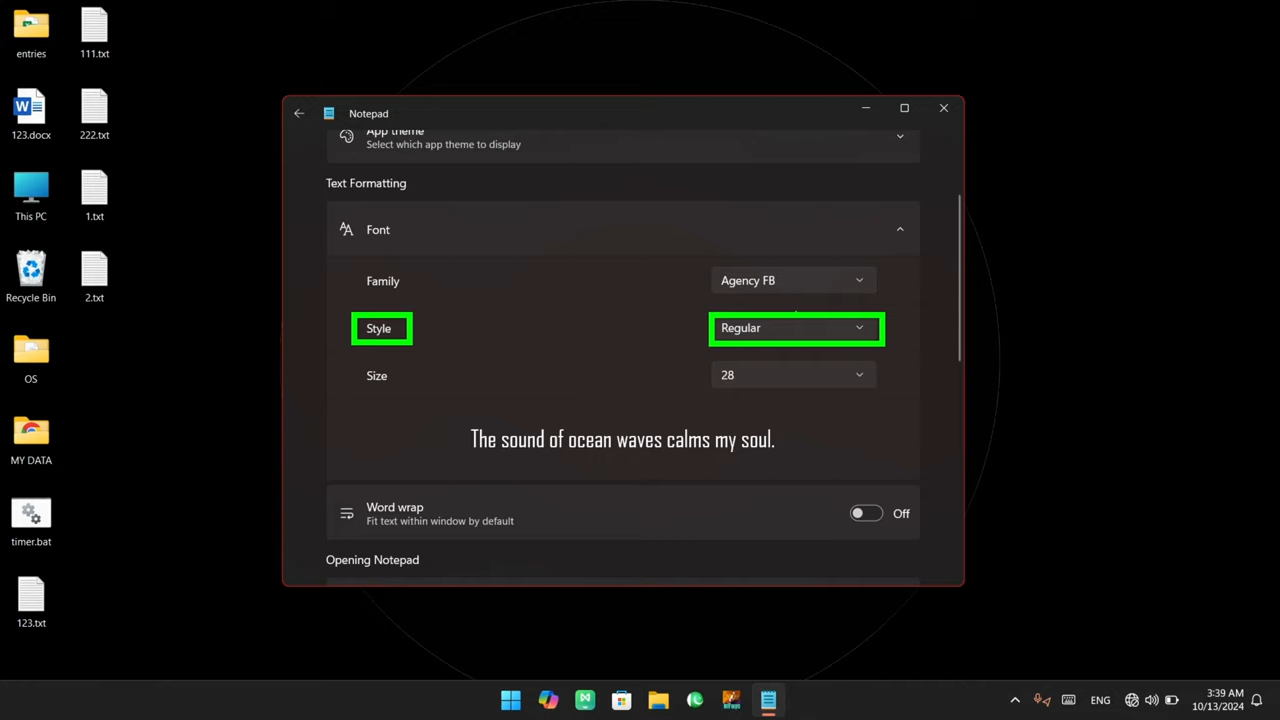 entries
111.txt
123.docx
222.txt
This PC
1.txt
Recycle Bin
2.txt
OS
MY DATA
timer.bat
123.txt
Notepad
App theme
Select which app theme to display
Text Formatting
Font
Family
Agency FB
Style
Regular
Size
28
The sound of ocean waves calms my soul.
Word wrap
Fit text within window by default
Off
Opening Notepad
ENG
3:39 AM
10/13/2024